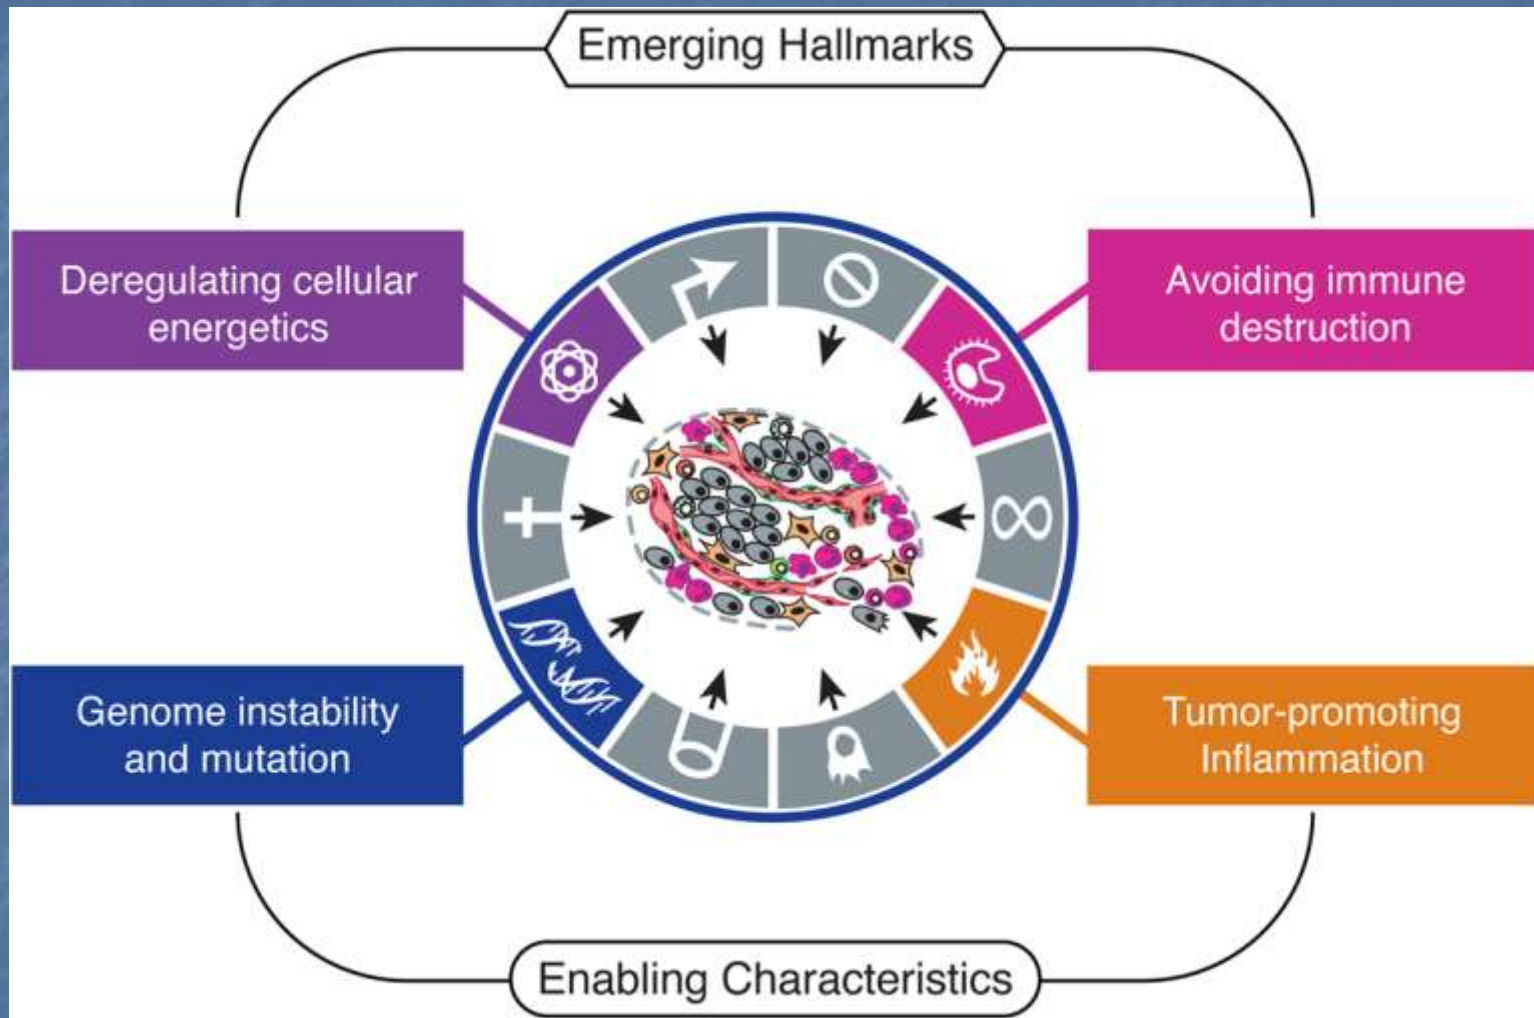 Emerging Hallmarks
Deregulating cellular
energetics
Avoiding immune
destruction
Genome instability
and mutation
Tumor-promoting
Inflammation
Enabling Characteristics